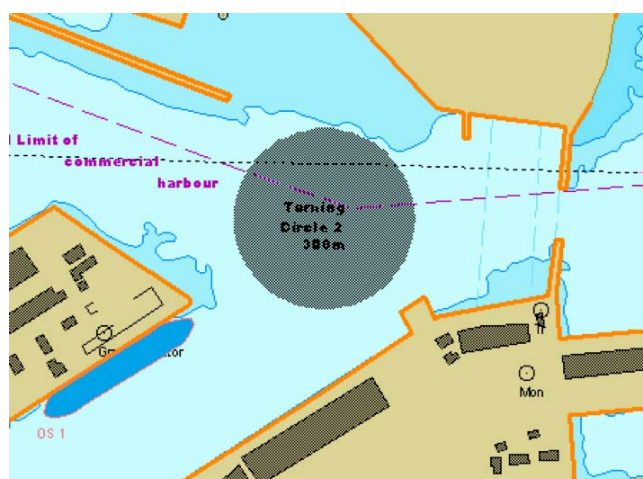 Limit of
commercial
harbour
Turning
Circle 2
380m
OS 1
Mon